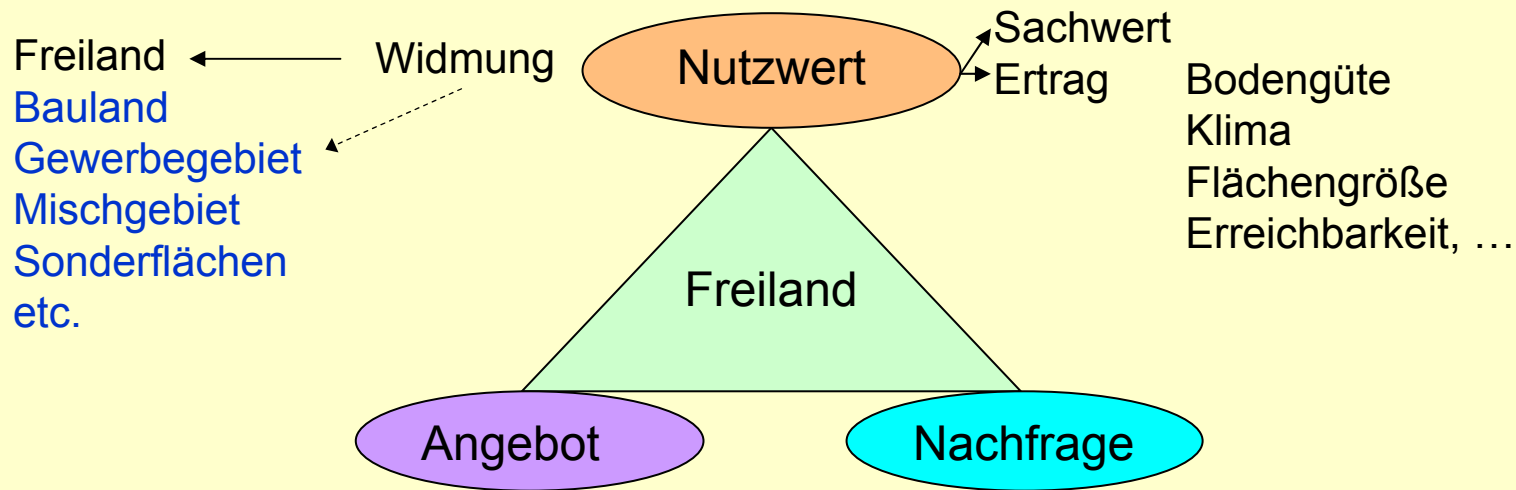 Freiland
Bauland
Gewerbegebiet
Mischgebiet
Sonderflächen
etc.
Widmung
Nutzwert
Sachwert
Ertrag
Bodengüte
Klima
Flächengröße
Erreichbarkeit, …
Freiland
Angebot
Nachfrage